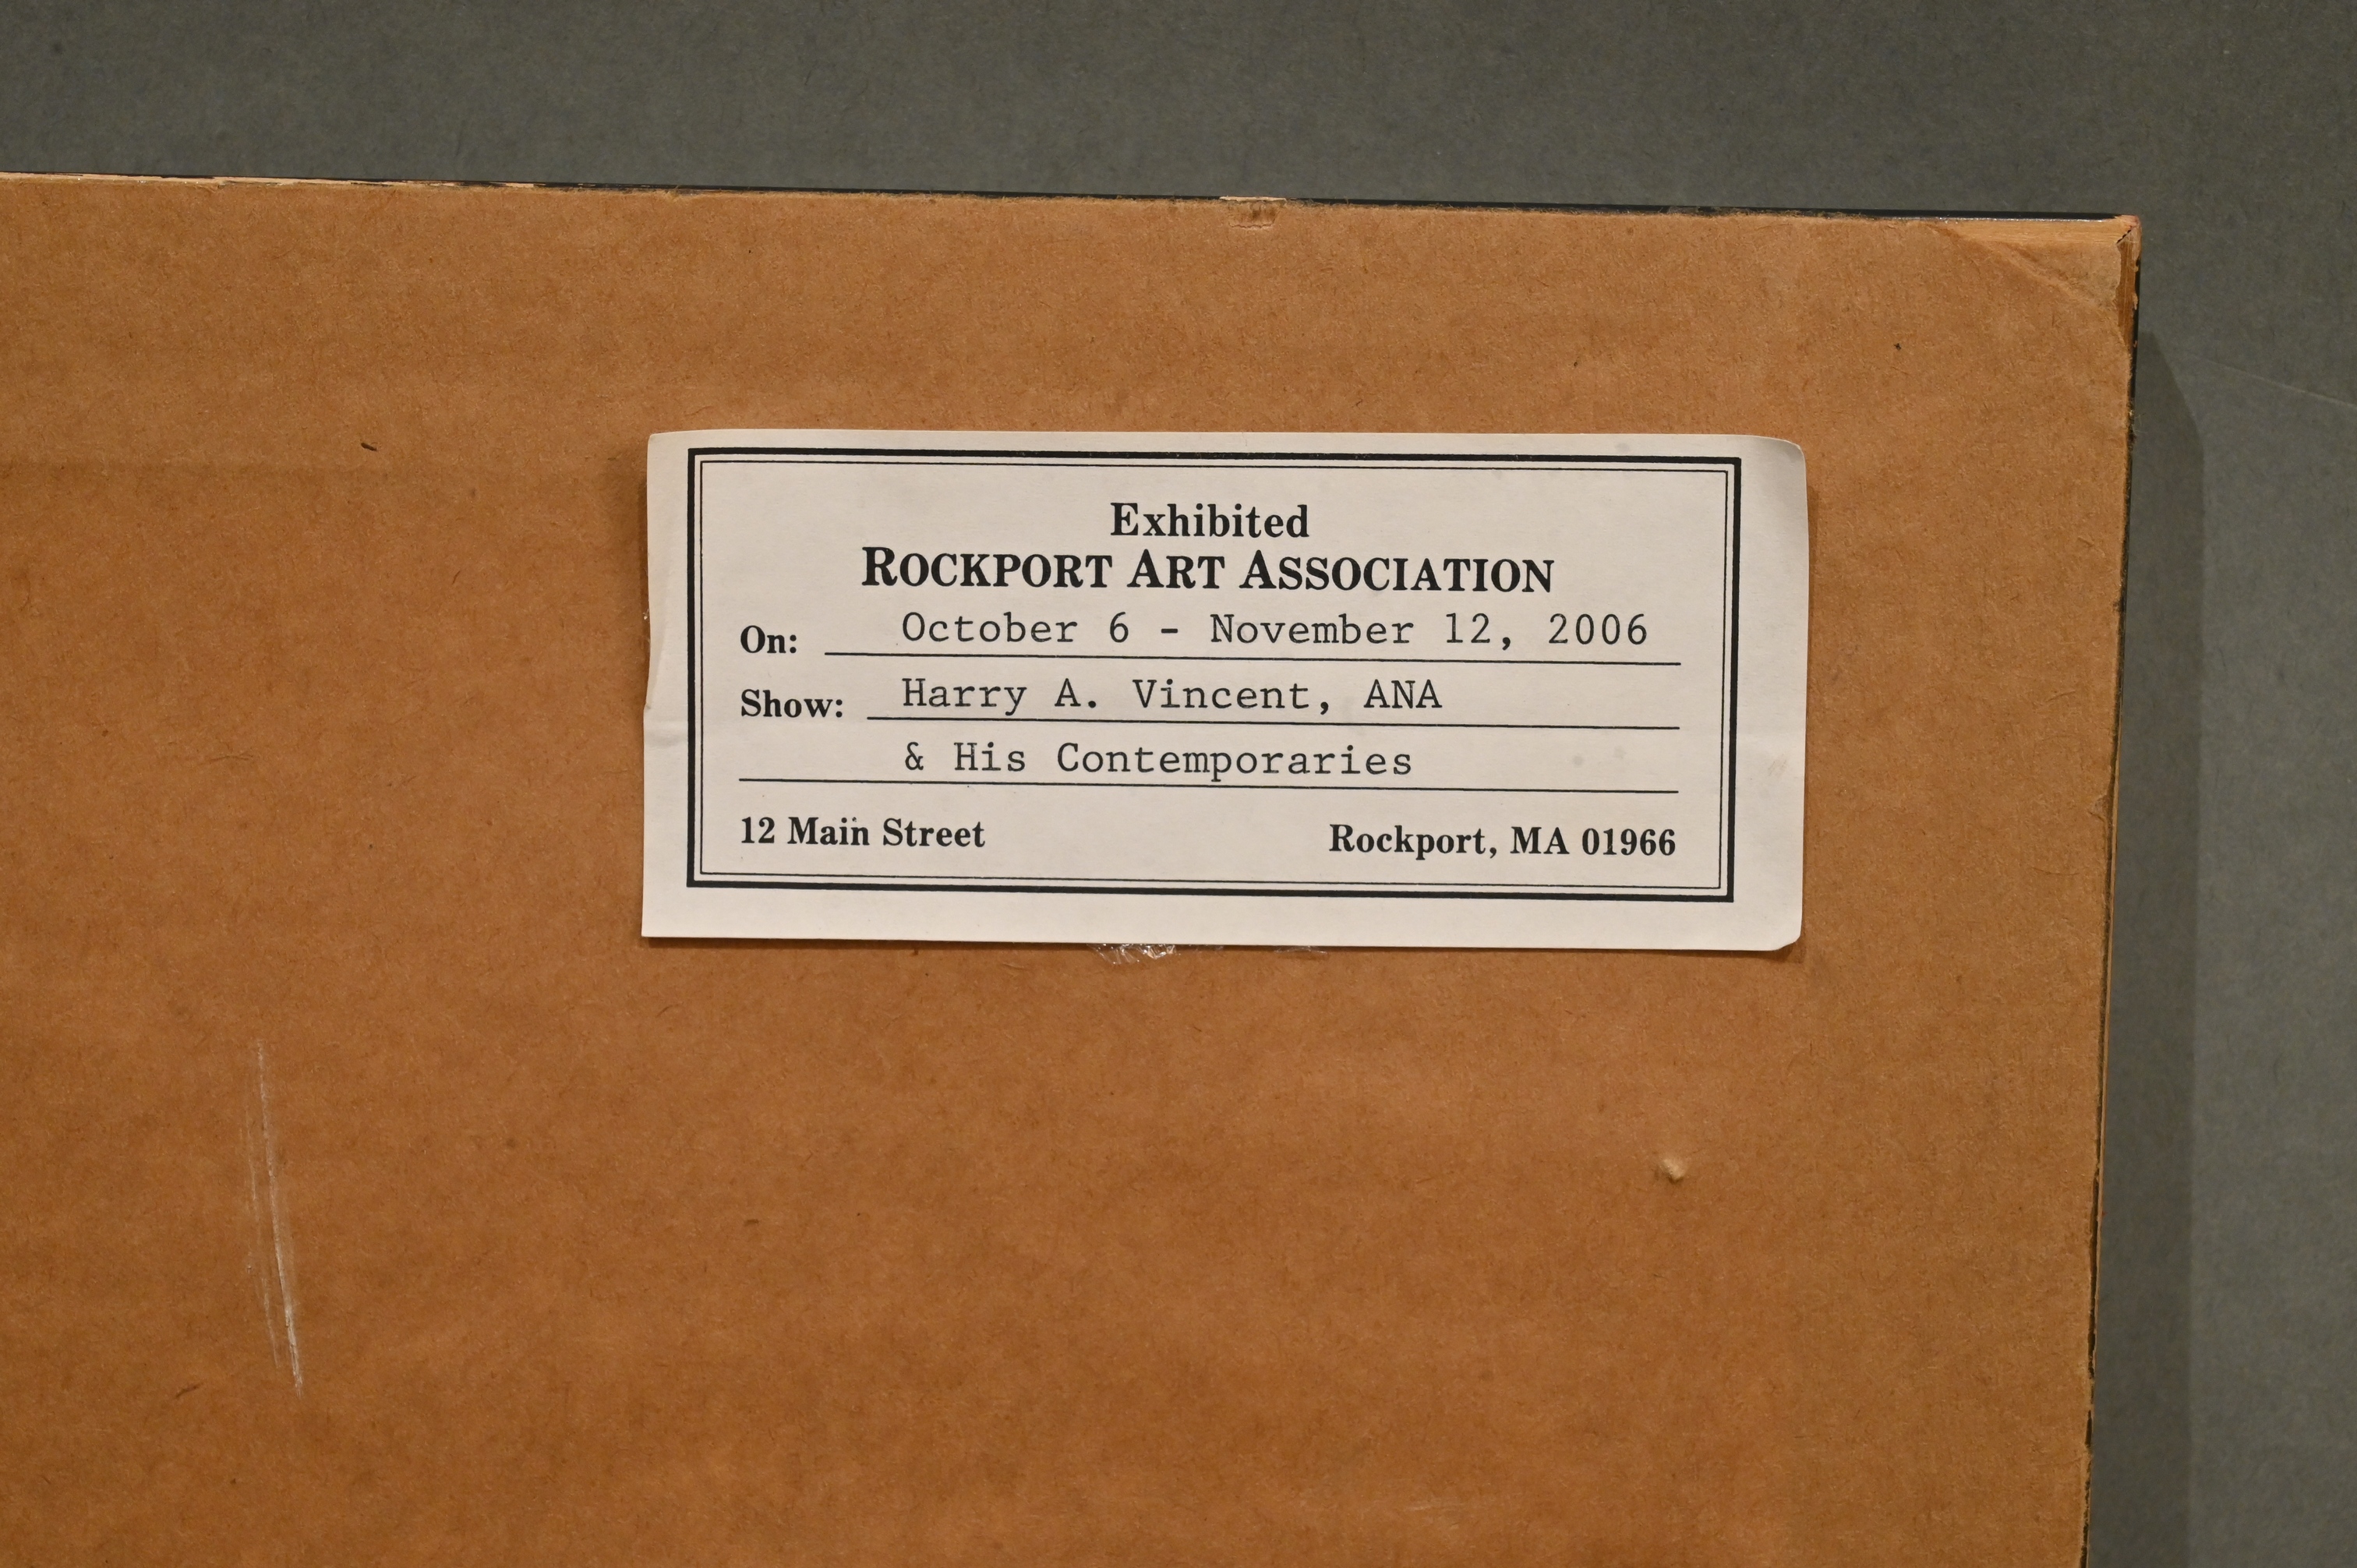 Exhibited
ROCKPORT ART ASSOCIATION
On: October 6 - November 12, 2006
Show: Harry A. Vincent, ANA
& His Contemporaries
12 Main Street Rockport, MA 01966